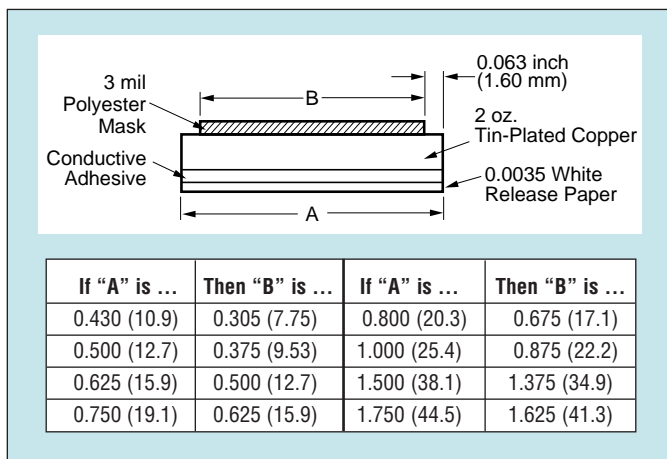 3 mil
Polyester
Mask
Conductive
Adhesive
B
A
0.063 inch
(1.60 mm)
2 oz.
Tin-Plated Copper
0.0035 White
Release Paper
If “A” is … Then “B” is … If “A” is … Then “B” is …
0.430 (10.9) 0.305 (7.75) 0.800 (20.3) 0.675 (17.1)
0.500 (12.7) 0.375 (9.53) 1.000 (25.4) 0.875 (22.2)
0.625 (15.9) 0.500 (12.7) 1.500 (38.1) 1.375 (34.9)
0.750 (19.1) 0.625 (15.9) 1.750 (44.5) 1.625 (41.3)